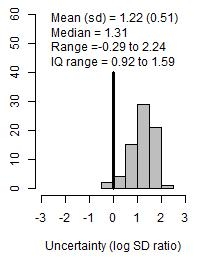 Mean (sd) = 1.22 (0.51)
Median = 1.31
Range =-0.29 to 2.24
IQ range = 0.92 to 1.59
60
50
40
30
20
10
0
-3 -2 -1 0 1 2 3
Uncertainty (log SD ratio)